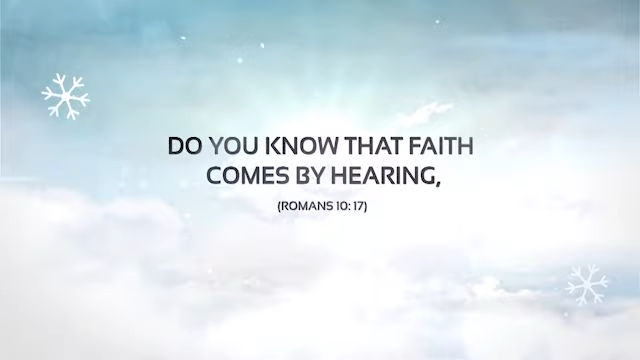 DO YOU KNOW THAT FAITH
COMES BY HEARING,
(ROMANS 10: 17)